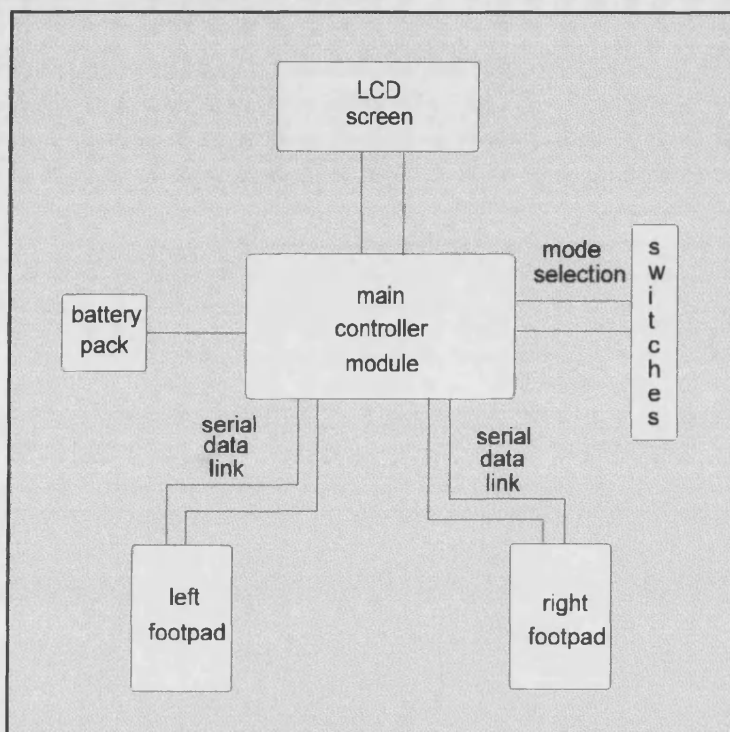 LCD
screen
mode
selection
switches
main
controller
module
battery
pack
serial
data
link
serial
data
link
left
footpad
right
footpad